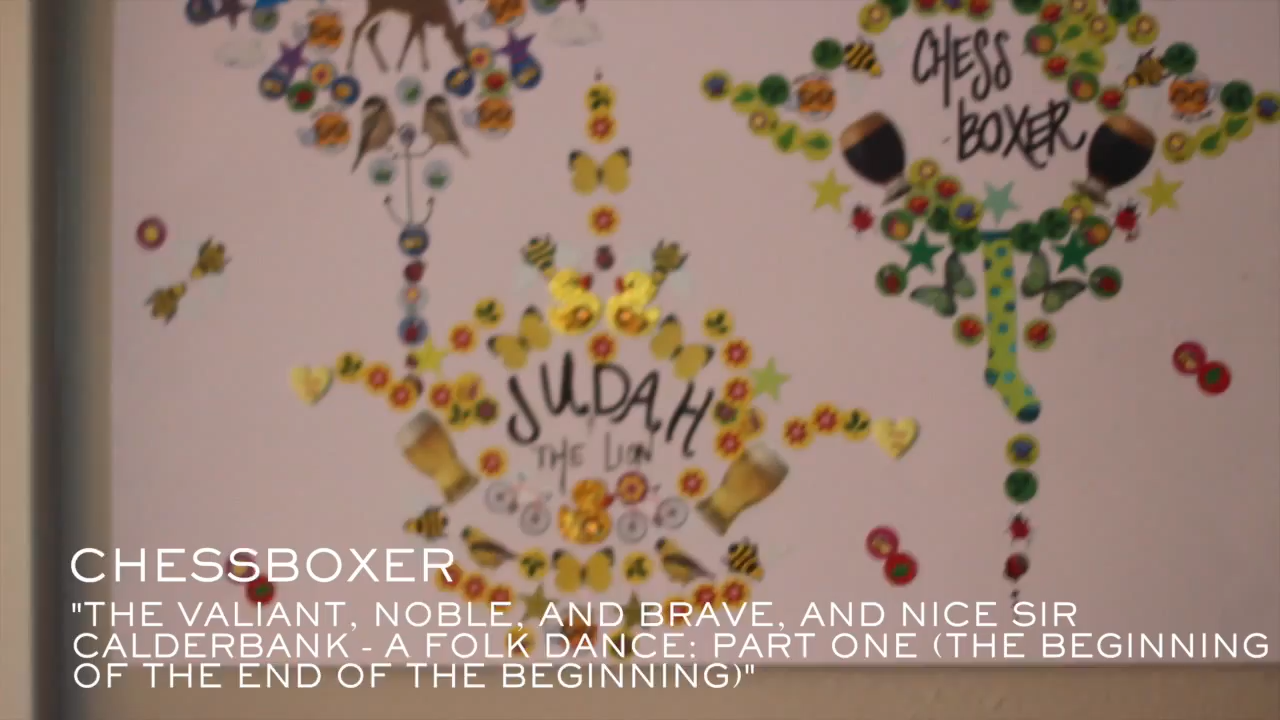 CHESS
BOXER
JUDAH
THE LION
CHESSBOXER
"THE VALIANT, NOBLE, AND BRAVE, AND NICE SIR
CALDERBANK - A FOLK DANCE: PART ONE (THE BEGINNING
OF THE END OF THE BEGINNING)"